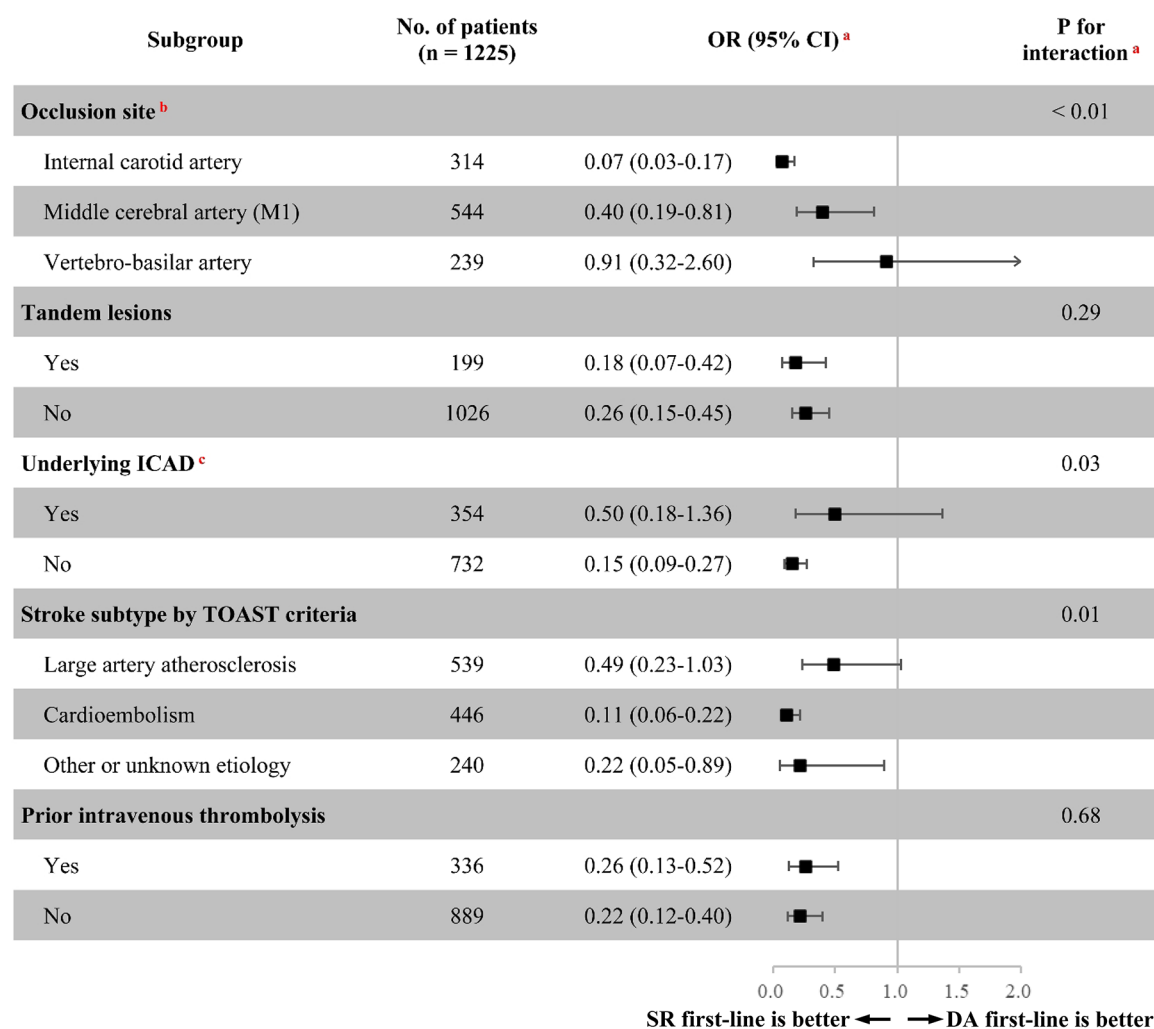 Subgroup No. of patients (n = 1225) OR (95% CI) a P for interaction a
Occlusion site b < 0.01
Internal carotid artery 314 0.07 (0.03-0.17)
Middle cerebral artery (M1) 544 0.40 (0.19-0.81)
Vertebro-basilar artery 239 0.91 (0.32-2.60)
Tandem lesions 0.29
Yes 199 0.18 (0.07-0.42)
No 1026 0.26 (0.15-0.45)
Underlying ICAD c 0.03
Yes 354 0.50 (0.18-1.36)
No 732 0.15 (0.09-0.27)
Stroke subtype by TOAST criteria 0.01
Large artery atherosclerosis 539 0.49 (0.23-1.03)
Cardioembolism 446 0.11 (0.06-0.22)
Other or unknown etiology 240 0.22 (0.05-0.89)
Prior intravenous thrombolysis 0.68
Yes 336 0.26 (0.13-0.52)
No 889 0.22 (0.12-0.40)
0.0 0.5 1.0 1.5 2.0
SR first-line is better DA first-line is better